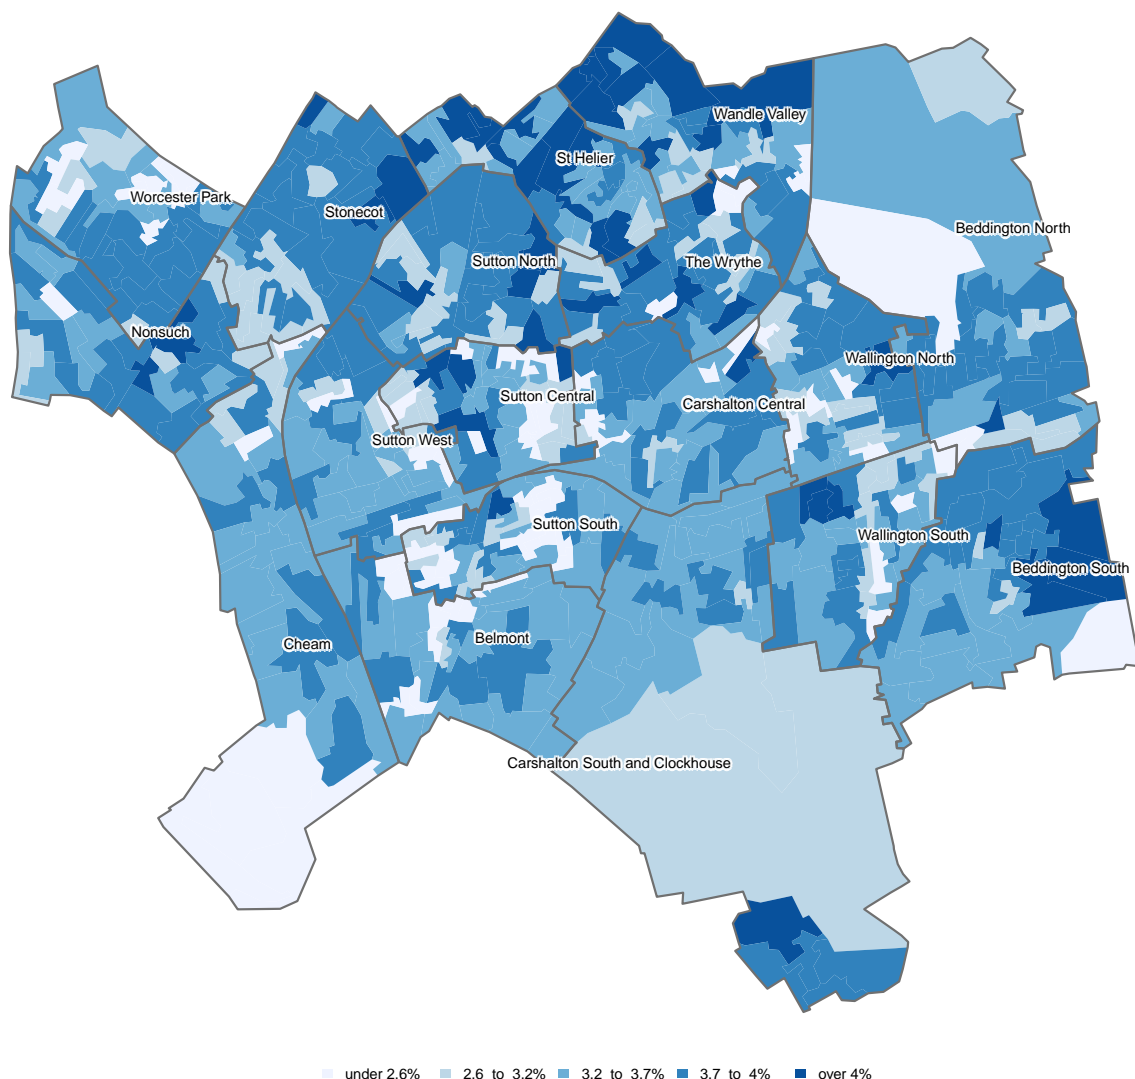 Wandle Valley
St Helier
Worcester Park
Stonecot
Beddington North
Sutton North
The Wrythe
Nonsuch
Wallington North
Sutton Central
Carshalton Central
Sutton West
Sutton South
Wallington South
Beddington South
Belmont
Cheam
Carshalton South and Clockhouse
under 2.6% 2.6 to 3.2% 3.2 to 3.7% 3.7 to 4% over 4%